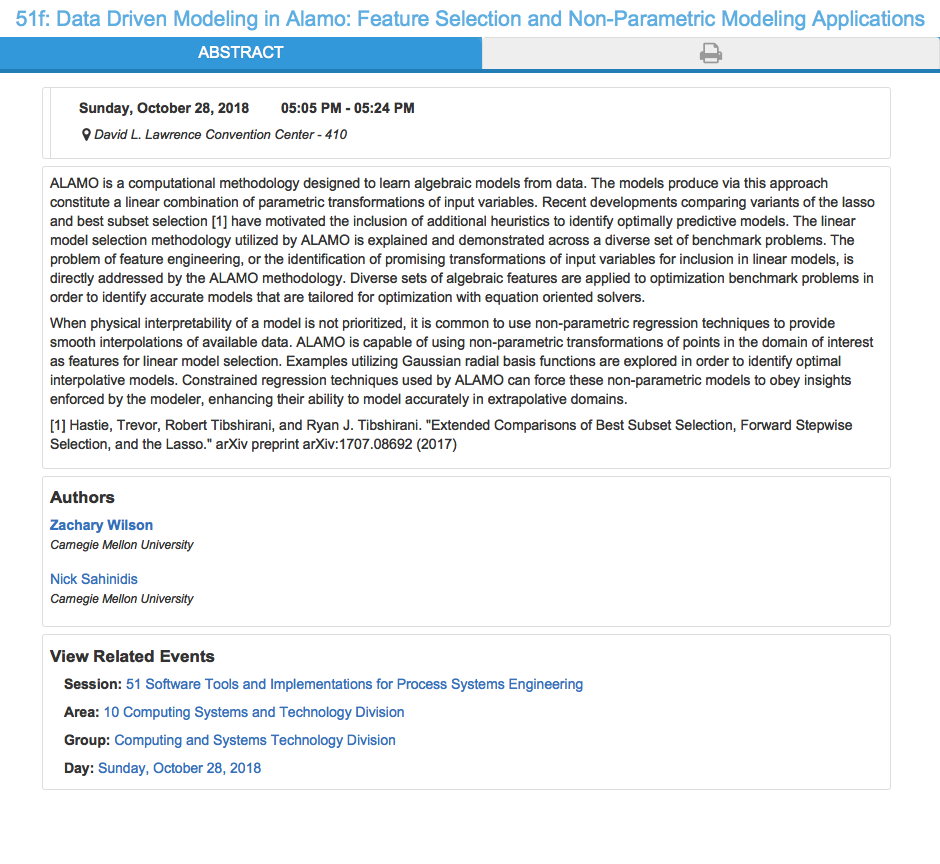 51f: Data Driven Modeling in Alamo: Feature Selection and Non-Parametric Modeling Applications
ABSTRACT
Sunday, October 28, 2018 05:05 PM - 05:24 PM
David L. Lawrence Convention Center - 410
ALAMO is a computational methodology designed to learn algebraic models from data. The models produce via this approach
constitute a linear combination of parametric transformations of input variables. Recent developments comparing variants of the lasso
and best subset selection [1] have motivated the inclusion of additional heuristics to identify optimally predictive models. The linear
model selection methodology utilized by ALAMO is explained and demonstrated across a diverse set of benchmark problems. The
problem of feature engineering, or the identification of promising transformations of input variables for inclusion in linear models, is
directly addressed by the ALAMO methodology. Diverse sets of algebraic features are applied to optimization benchmark problems in
order to identify accurate models that are tailored for optimization with equation oriented solvers.
When physical interpretability of a model is not prioritized, it is common to use non-parametric regression techniques to provide
smooth interpolations of available data. ALAMO is capable of using non-parametric transformations of points in the domain of interest
as features for linear model selection. Examples utilizing Gaussian radial basis functions are explored in order to identify optimal
interpolative models. Constrained regression techniques used by ALAMO can force these non-parametric models to obey insights
enforced by the modeler, enhancing their ability to model accurately in extrapolative domains.
[1] Hastie, Trevor, Robert Tibshirani, and Ryan J. Tibshirani. "Extended Comparisons of Best Subset Selection, Forward Stepwise
Selection, and the Lasso." arXiv preprint arXiv:1707.08692 (2017)
Authors
Zachary Wilson
Carnegie Mellon University
Nick Sahinidis
Carnegie Mellon University
View Related Events
Session: 51 Software Tools and Implementations for Process Systems Engineering
Area: 10 Computing Systems and Technology Division
Group: Computing and Systems Technology Division
Day: Sunday, October 28, 2018